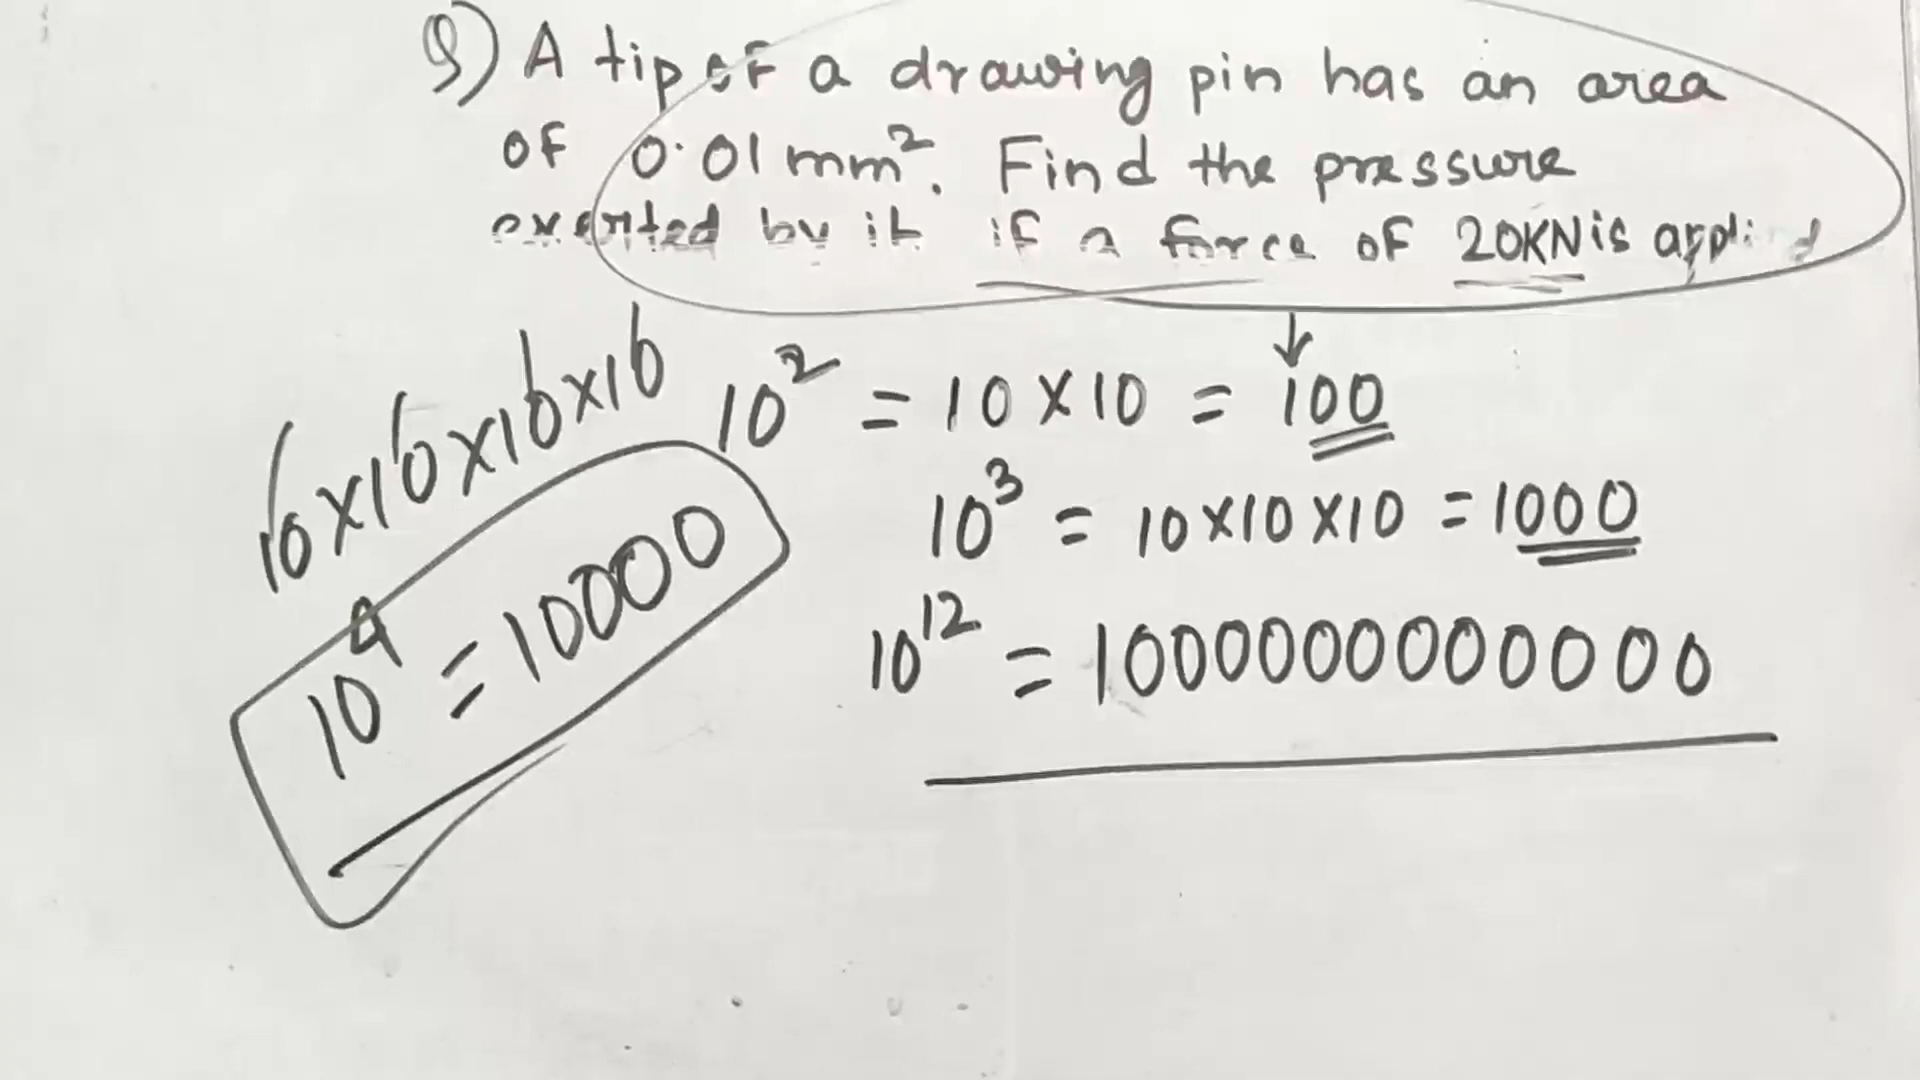 Q) A tip of a drawing pin has an area
of 0.01 mm². Find the pressure
exerted by it if a force of 20KN is applied
10x10x10x10
10⁴ = 10000
10² = 10 x 10 = 100
10³ = 10x10x10 = 1000
10¹² = 1000000000000